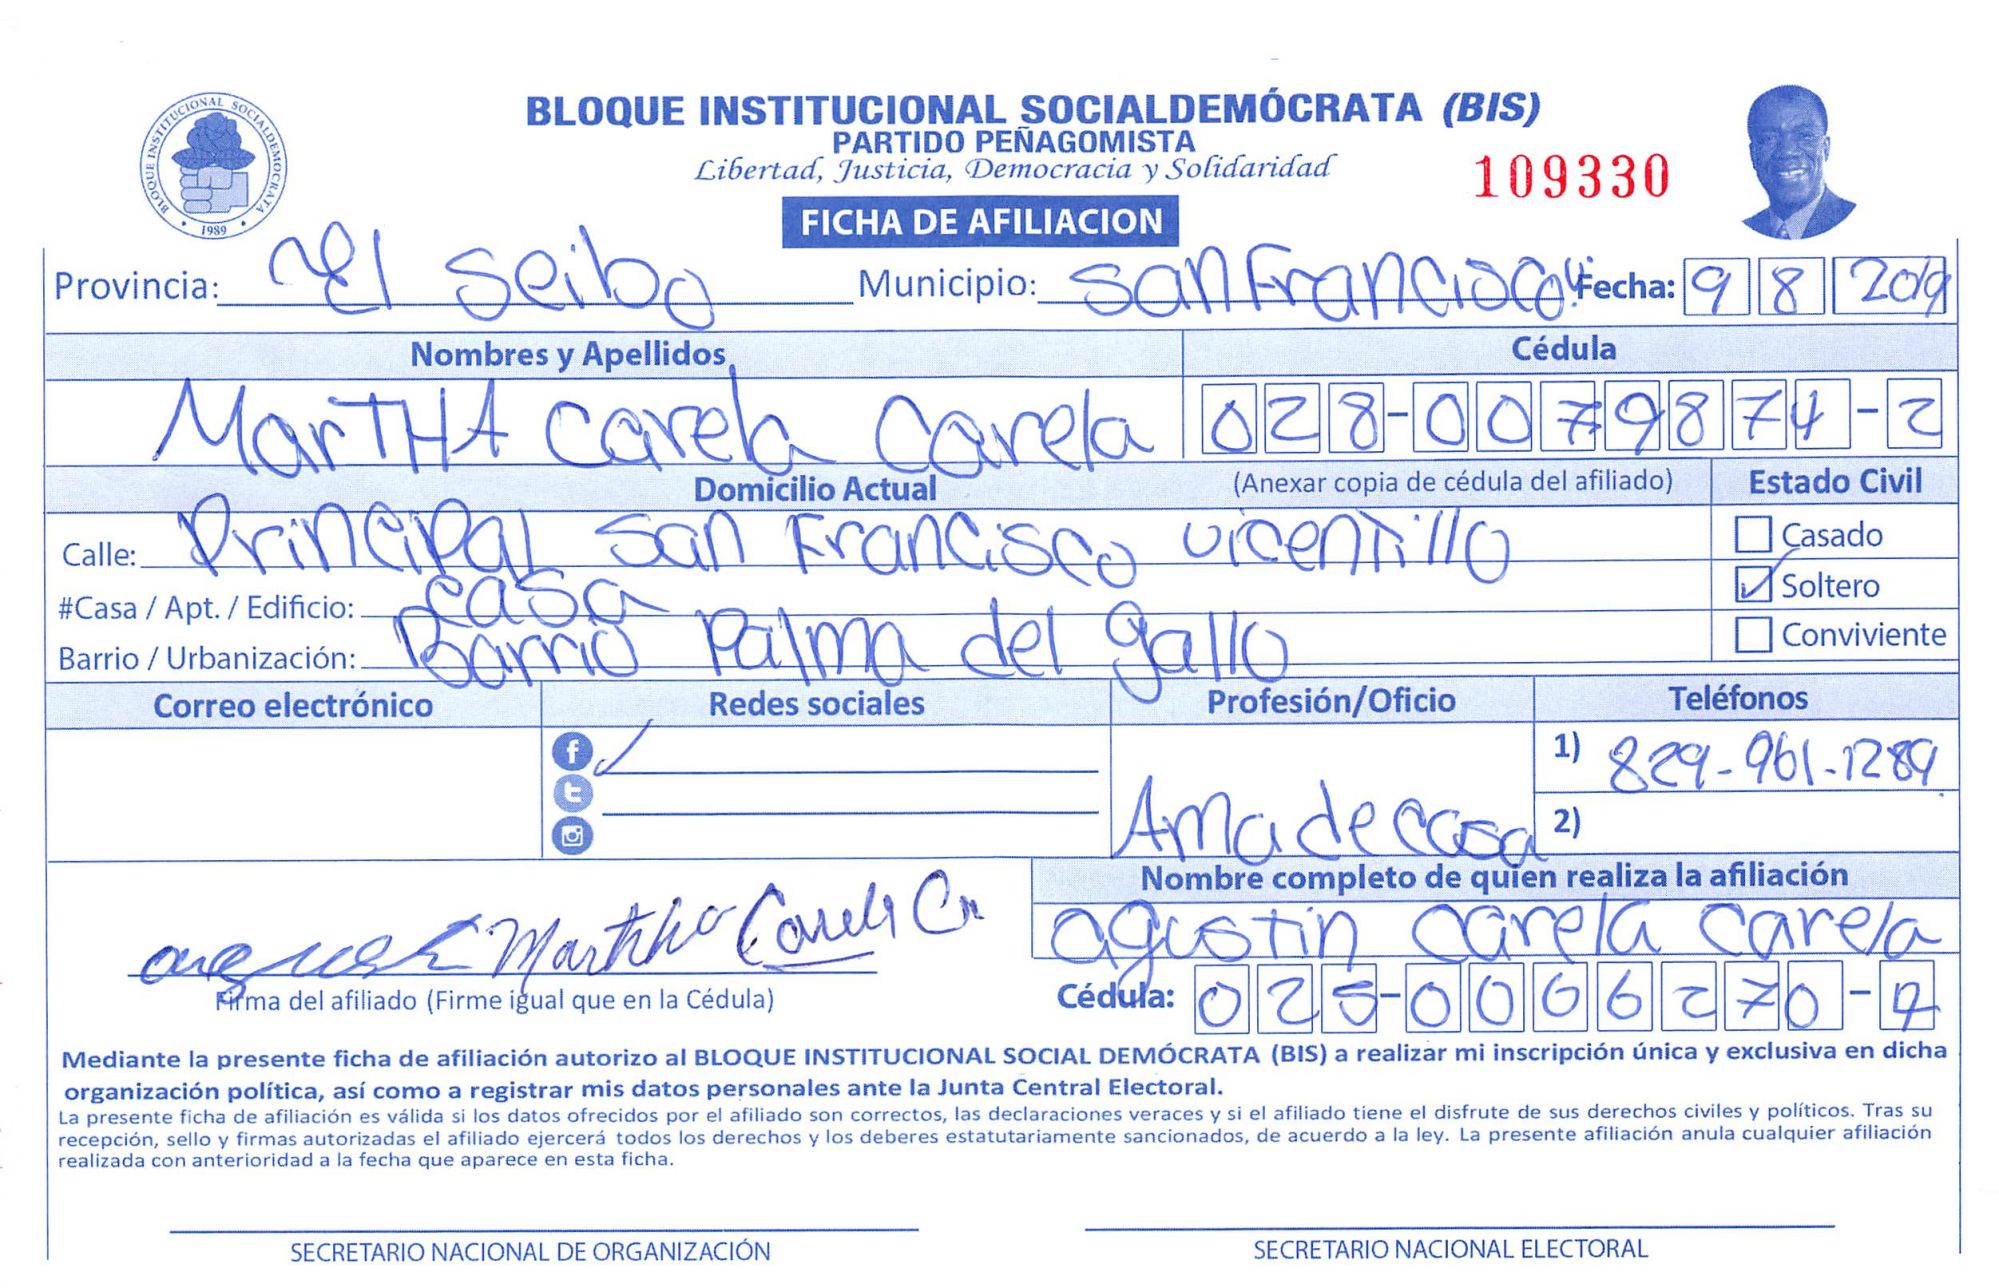 BLOQUE INSTITUCIONAL SOCIALDEMÓCRATA (BIS)
PARTIDO PEÑAGOMISTA
Libertad, Justicia, Democracia y Solidaridad
109330
BLOQUE INSTITUCIONAL SOCIALDEMOCRATA
1989
FICHA DE AFILIACION
Provincia: El Seibo Municipio: San Francisco Fecha: 9 8 2019
Nombres y Apellidos Cédula
MarTHA Carela Carela 028-0079874-2
Domicilio Actual (Anexar copia de cédula del afiliado) Estado Civil
Calle: Principal San Francisco vicentillo Casado
#Casa / Apt. / Edificio: casa Soltero
Barrio / Urbanización: Barrio Palma del gallo Conviviente
Correo electrónico Redes sociales Profesión/Oficio Teléfonos
1) 829-961-1289
Ama de casa 2)
Nombre completo de quien realiza la afiliación
Martha Carela C
agustin carela carela
Firma del afiliado (Firme igual que en la Cédula) Cédula: 025-0006270-
Mediante la presente ficha de afiliación autorizo al BLOQUE INSTITUCIONAL SOCIAL DEMÓCRATA (BIS) a realizar mi inscripción única y exclusiva en dicha
organización política, así como a registrar mis datos personales ante la Junta Central Electoral.
La presente ficha de afiliación es válida si los datos ofrecidos por el afiliado son correctos, las declaraciones veraces y si el afiliado tiene el disfrute de sus derechos civiles y políticos. Tras su
recepción, sello y firmas autorizadas el afiliado ejercerá todos los derechos y los deberes estatutariamente sancionados, de acuerdo a la ley. La presente afiliación anula cualquier afiliación
realizada con anterioridad a la fecha que aparece en esta ficha.
SECRETARIO NACIONAL DE ORGANIZACIÓN SECRETARIO NACIONAL ELECTORAL